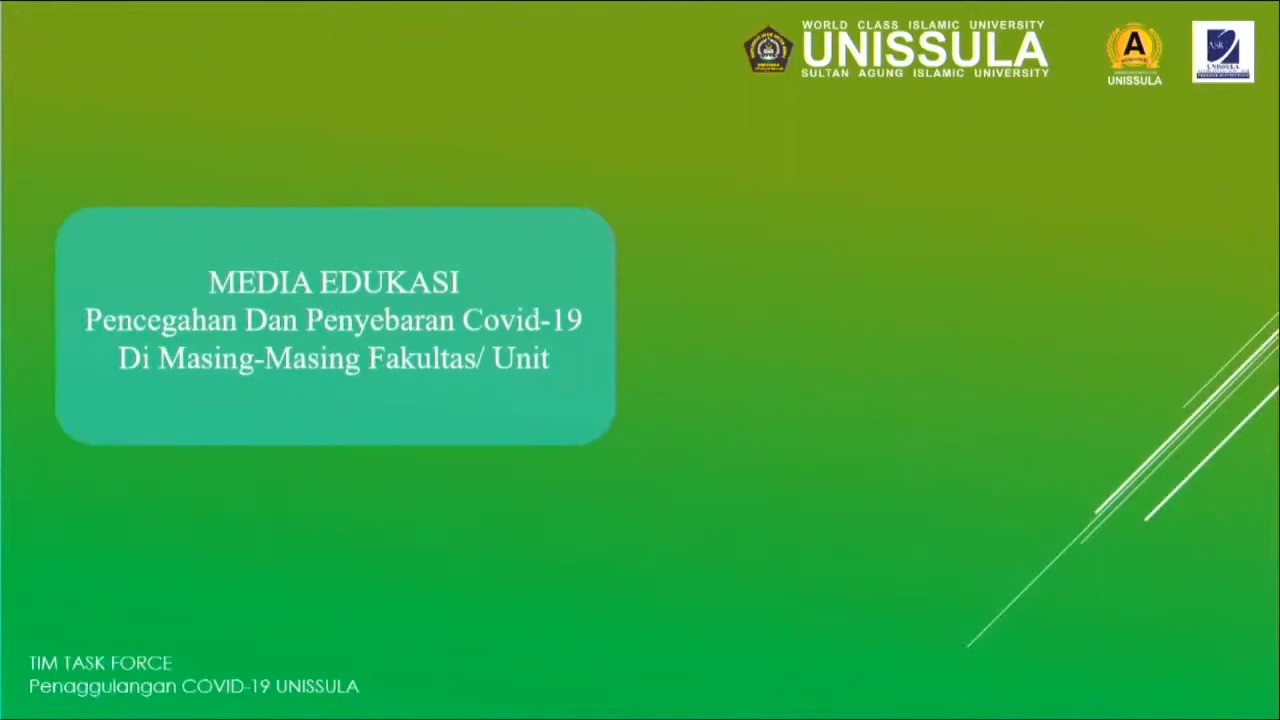 WORLD CLASS ISLAMIC UNIVERSITY
UNISSULA
SULTAN AGUNG ISLAMIC UNIVERSITY
A
UNISSULA
UNISSULA
MEDIA EDUKASI
Pencegahan Dan Penyebaran Covid-19
Di Masing-Masing Fakultas/ Unit
TIM TASK FORCE
Penaggulangan COVID-19 UNISSULA